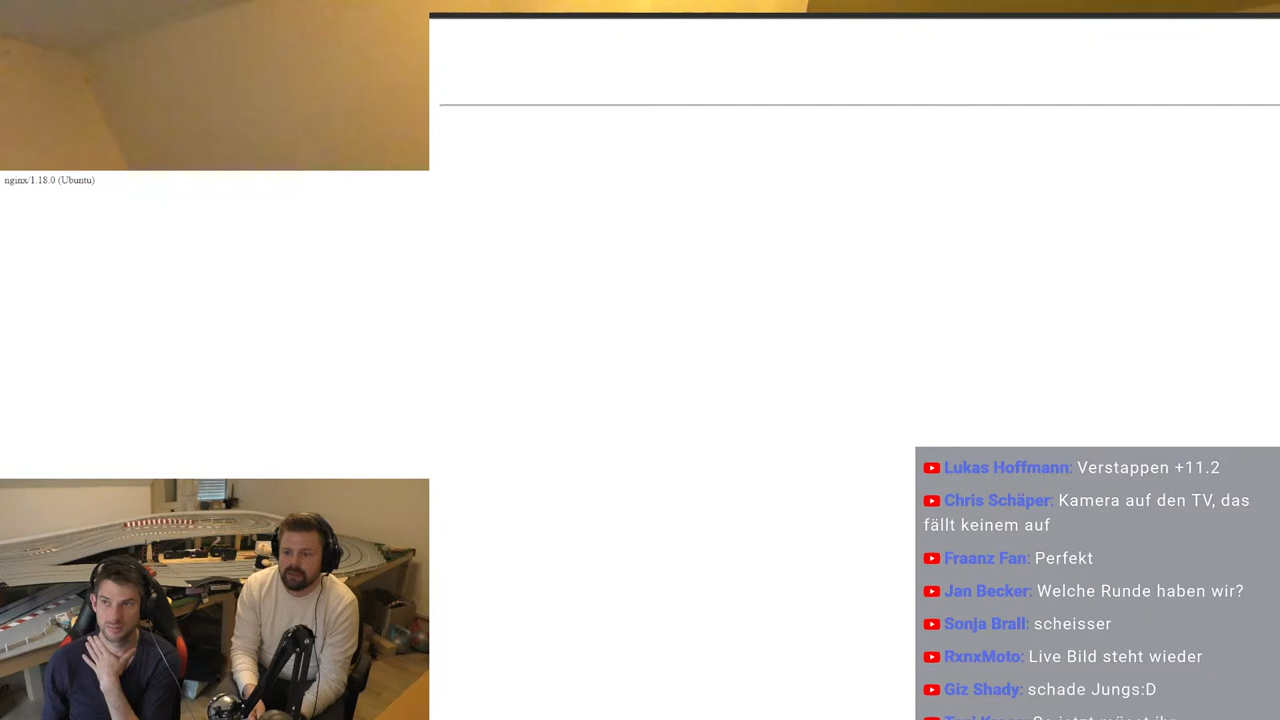 nginx/1.18.0 (Ubuntu)
Lukas Hoffmann: Verstappen +11.2
Chris Schäper: Kamera auf den TV, das
fällt keinem auf
Fraanz Fan: Perfekt
Jan Becker: Welche Runde haben wir?
Sonja Brall: scheisser
RxnxMoto: Live Bild steht wieder
Giz Shady: schade Jungs:D